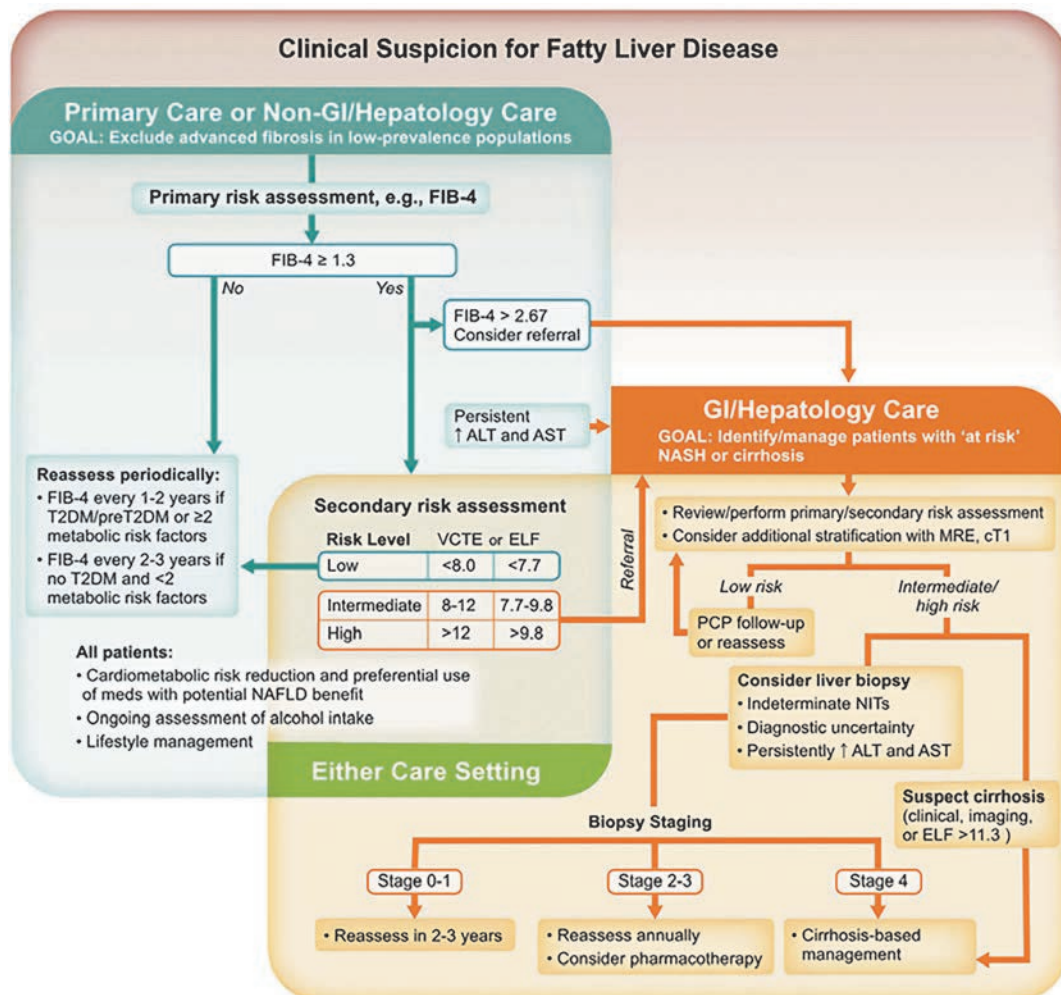 Clinical Suspicion for Fatty Liver Disease
Primary Care or Non-GI/Hepatology Care
GOAL: Exclude advanced fibrosis in low-prevalence populations
Primary risk assessment, e.g., FIB-4
FIB-4 ≥ 1.3
No
Yes
FIB-4 > 2.67
Consider referral
Persistent
↑ ALT and AST
GI/Hepatology Care
GOAL: Identify/manage patients with ‘at risk’
NASH or cirrhosis
Reassess periodically:
• FIB-4 every 1-2 years if
T2DM/preT2DM or ≥2
metabolic risk factors
• FIB-4 every 2-3 years if
no T2DM and <2
metabolic risk factors
Secondary risk assessment
Risk Level VCTE or ELF
Low <8.0 <7.7
Intermediate 8-12 7.7-9.8
High >12 >9.8
Referral
• Review/perform primary/secondary risk assessment
• Consider additional stratification with MRE, cT1
Low risk
Intermediate/
high risk
PCP follow-up
or reassess
All patients:
• Cardiometabolic risk reduction and preferential use
of meds with potential NAFLD benefit
• Ongoing assessment of alcohol intake
• Lifestyle management
Consider liver biopsy
• Indeterminate NITs
• Diagnostic uncertainty
• Persistently ↑ ALT and AST
Either Care Setting
Suspect cirrhosis
(clinical, imaging,
or ELF >11.3 )
Biopsy Staging
Stage 0-1
Stage 2-3
Stage 4
• Reassess in 2-3 years
• Reassess annually
• Consider pharmacotherapy
• Cirrhosis-based
management